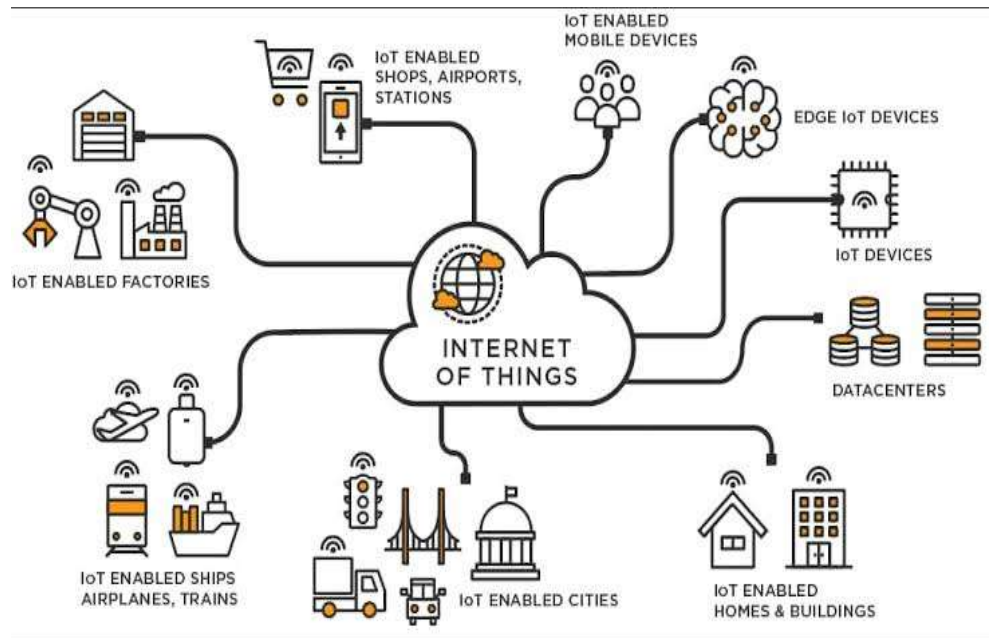 IoT ENABLED
SHOPS, AIRPORTS,
STATIONS
IoT ENABLED
MOBILE DEVICES
EDGE IoT DEVICES
IoT DEVICES
IoT ENABLED FACTORIES
INTERNET
OF THINGS
DATACENTERS
IoT ENABLED SHIPS
AIRPLANES, TRAINS
IoT ENABLED CITIES
IoT ENABLED
HOMES & BUILDINGS